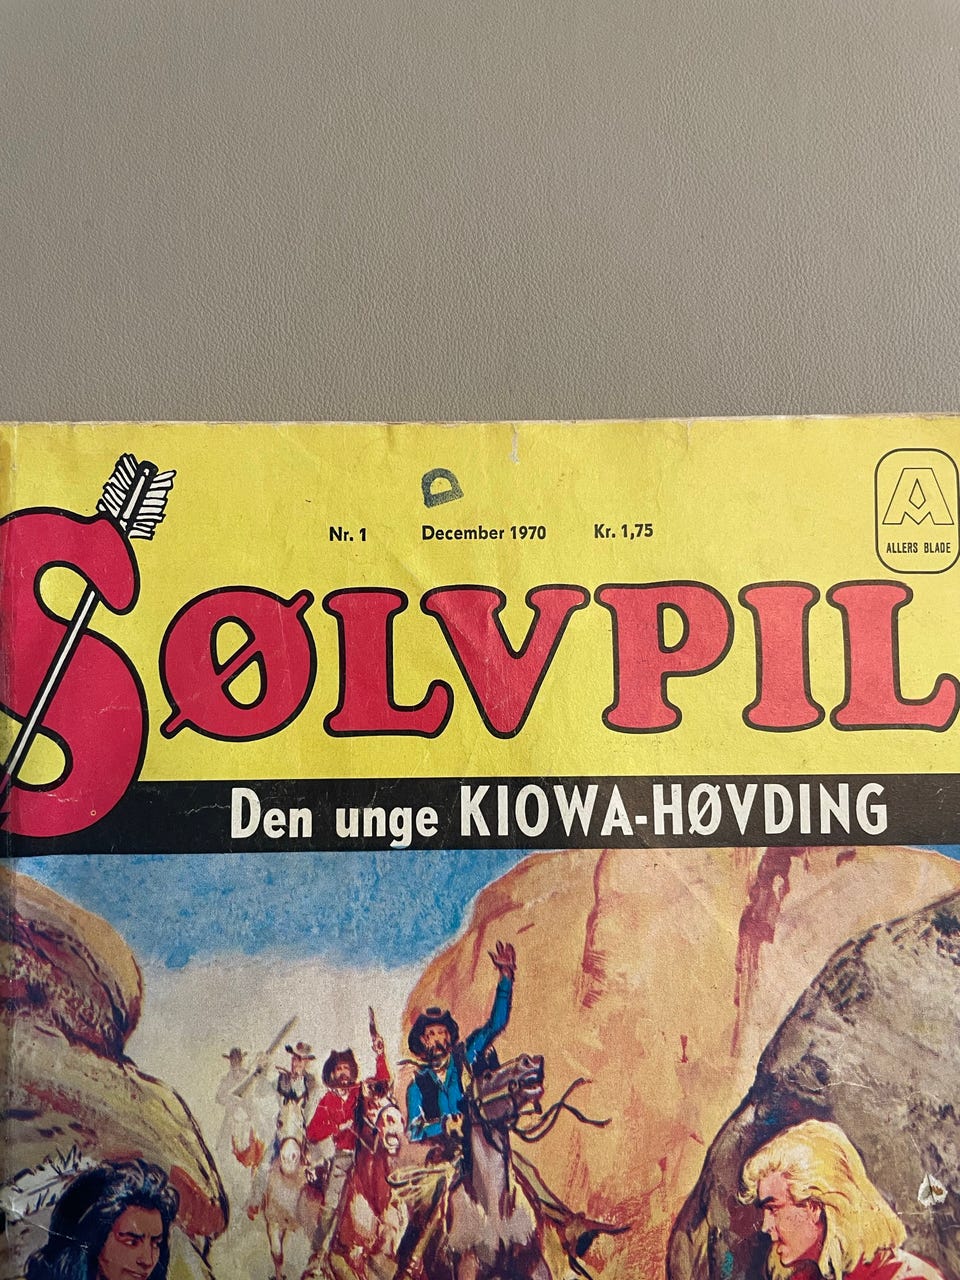 D
Nr. 1 December 1970 Kr. 1,75
A
ALLERS BLADE
SØLVPIL
Den unge KIOWA-HØVDING